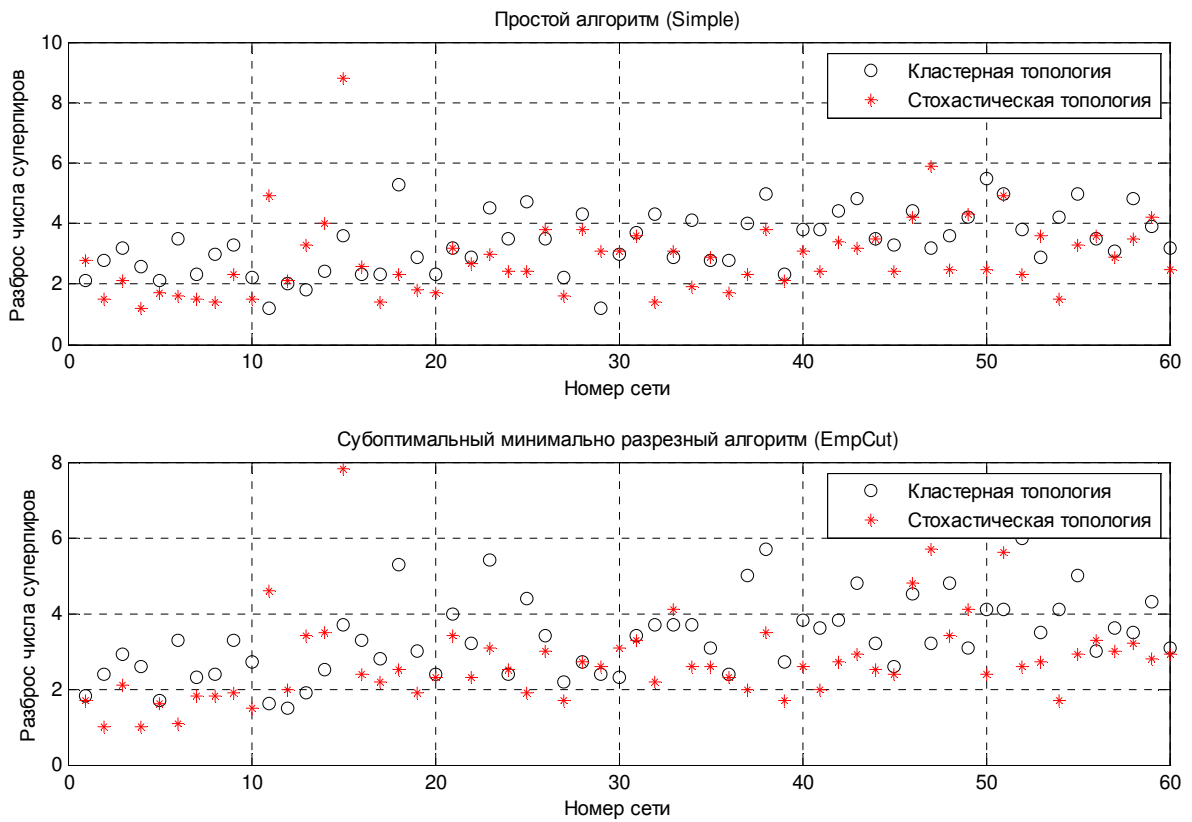 Простой алгоритм (Simple)
Разброс числа суперпиров
10
8
6
4
2
0
Кластерная топология
Стохастическая топология
0 10 20 30 40 50 60
Номер сети
Субоптимальный минимально разрезный алгоритм (EmpCut)
Разброс числа суперпиров
8
6
4
2
0
Кластерная топология
Стохастическая топология
0 10 20 30 40 50 60
Номер сети